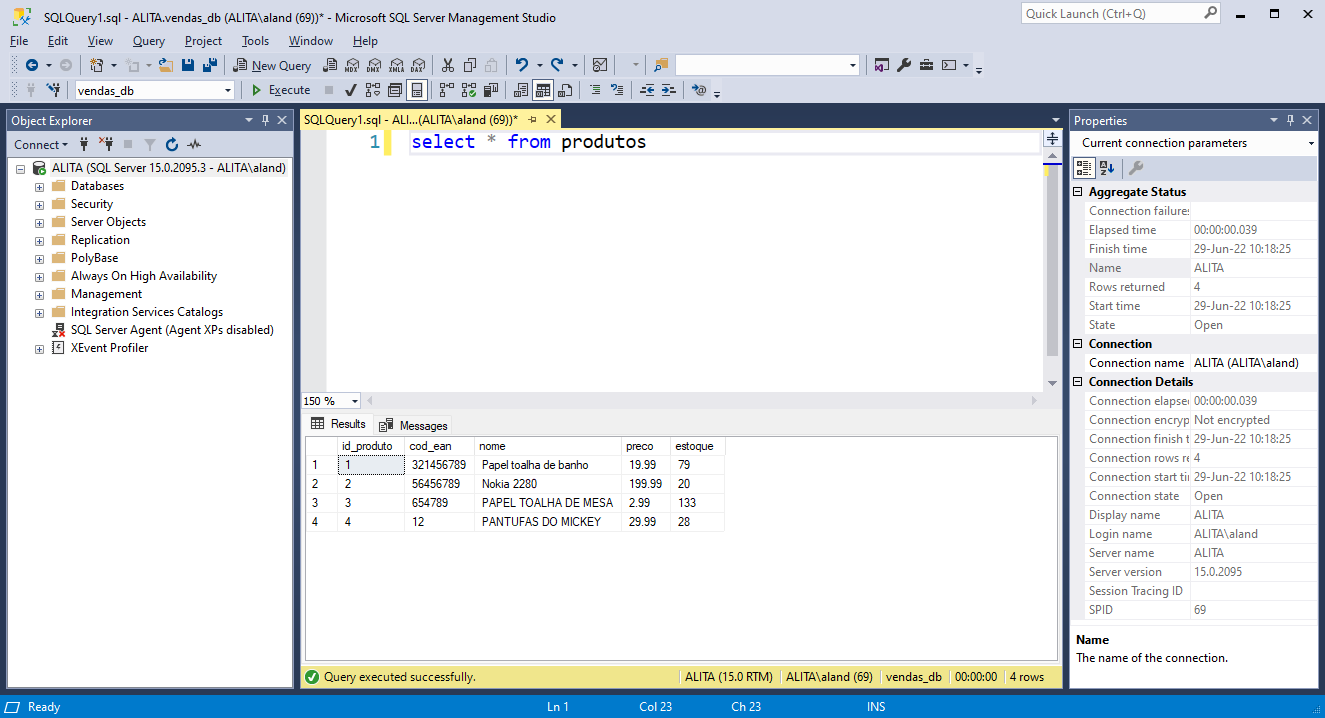 SQLQuery1.sql - ALITA.vendas_db (ALITA\aland (69))* - Microsoft SQL Server Management Studio
Quick Launch (Ctrl+Q)
File Edit View Query Project Tools Window Help
New Query
MDX DMX XMLA DAX
vendas_db
Execute
Object Explorer
Connect
ALITA (SQL Server 15.0.2095.3 - ALITA\aland)
Databases
Security
Server Objects
Replication
PolyBase
Always On High Availability
Management
Integration Services Catalogs
SQL Server Agent (Agent XPs disabled)
XEvent Profiler
SQLQuery1.sql - ALI...(ALITA\aland (69))*
1 select * from produtos
150 %
Results Messages
id_produto cod_ean nome preco estoque
1 1 321456789 Papel toalha de banho 19.99 79
2 2 56456789 Nokia 2280 199.99 20
3 3 654789 PAPEL TOALHA DE MESA 2.99 133
4 4 12 PANTUFAS DO MICKEY 29.99 28
Query executed successfully.
ALITA (15.0 RTM) ALITA\aland (69) vendas_db 00:00:00 4 rows
Properties
Current connection parameters
Aggregate Status
Connection failures
Elapsed time 00:00:00.039
Finish time 29-Jun-22 10:18:25
Name ALITA
Rows returned 4
Start time 29-Jun-22 10:18:25
State Open
Connection
Connection name ALITA (ALITA\aland)
Connection Details
Connection elapse 00:00:00.039
Connection encryp Not encrypted
Connection finish t 29-Jun-22 10:18:25
Connection rows re 4
Connection start ti 29-Jun-22 10:18:25
Connection state Open
Display name ALITA
Login name ALITA\aland
Server name ALITA
Server version 15.0.2095
Session Tracing ID
SPID 69
Name
The name of the connection.
Ready
Ln 1 Col 23 Ch 23 INS